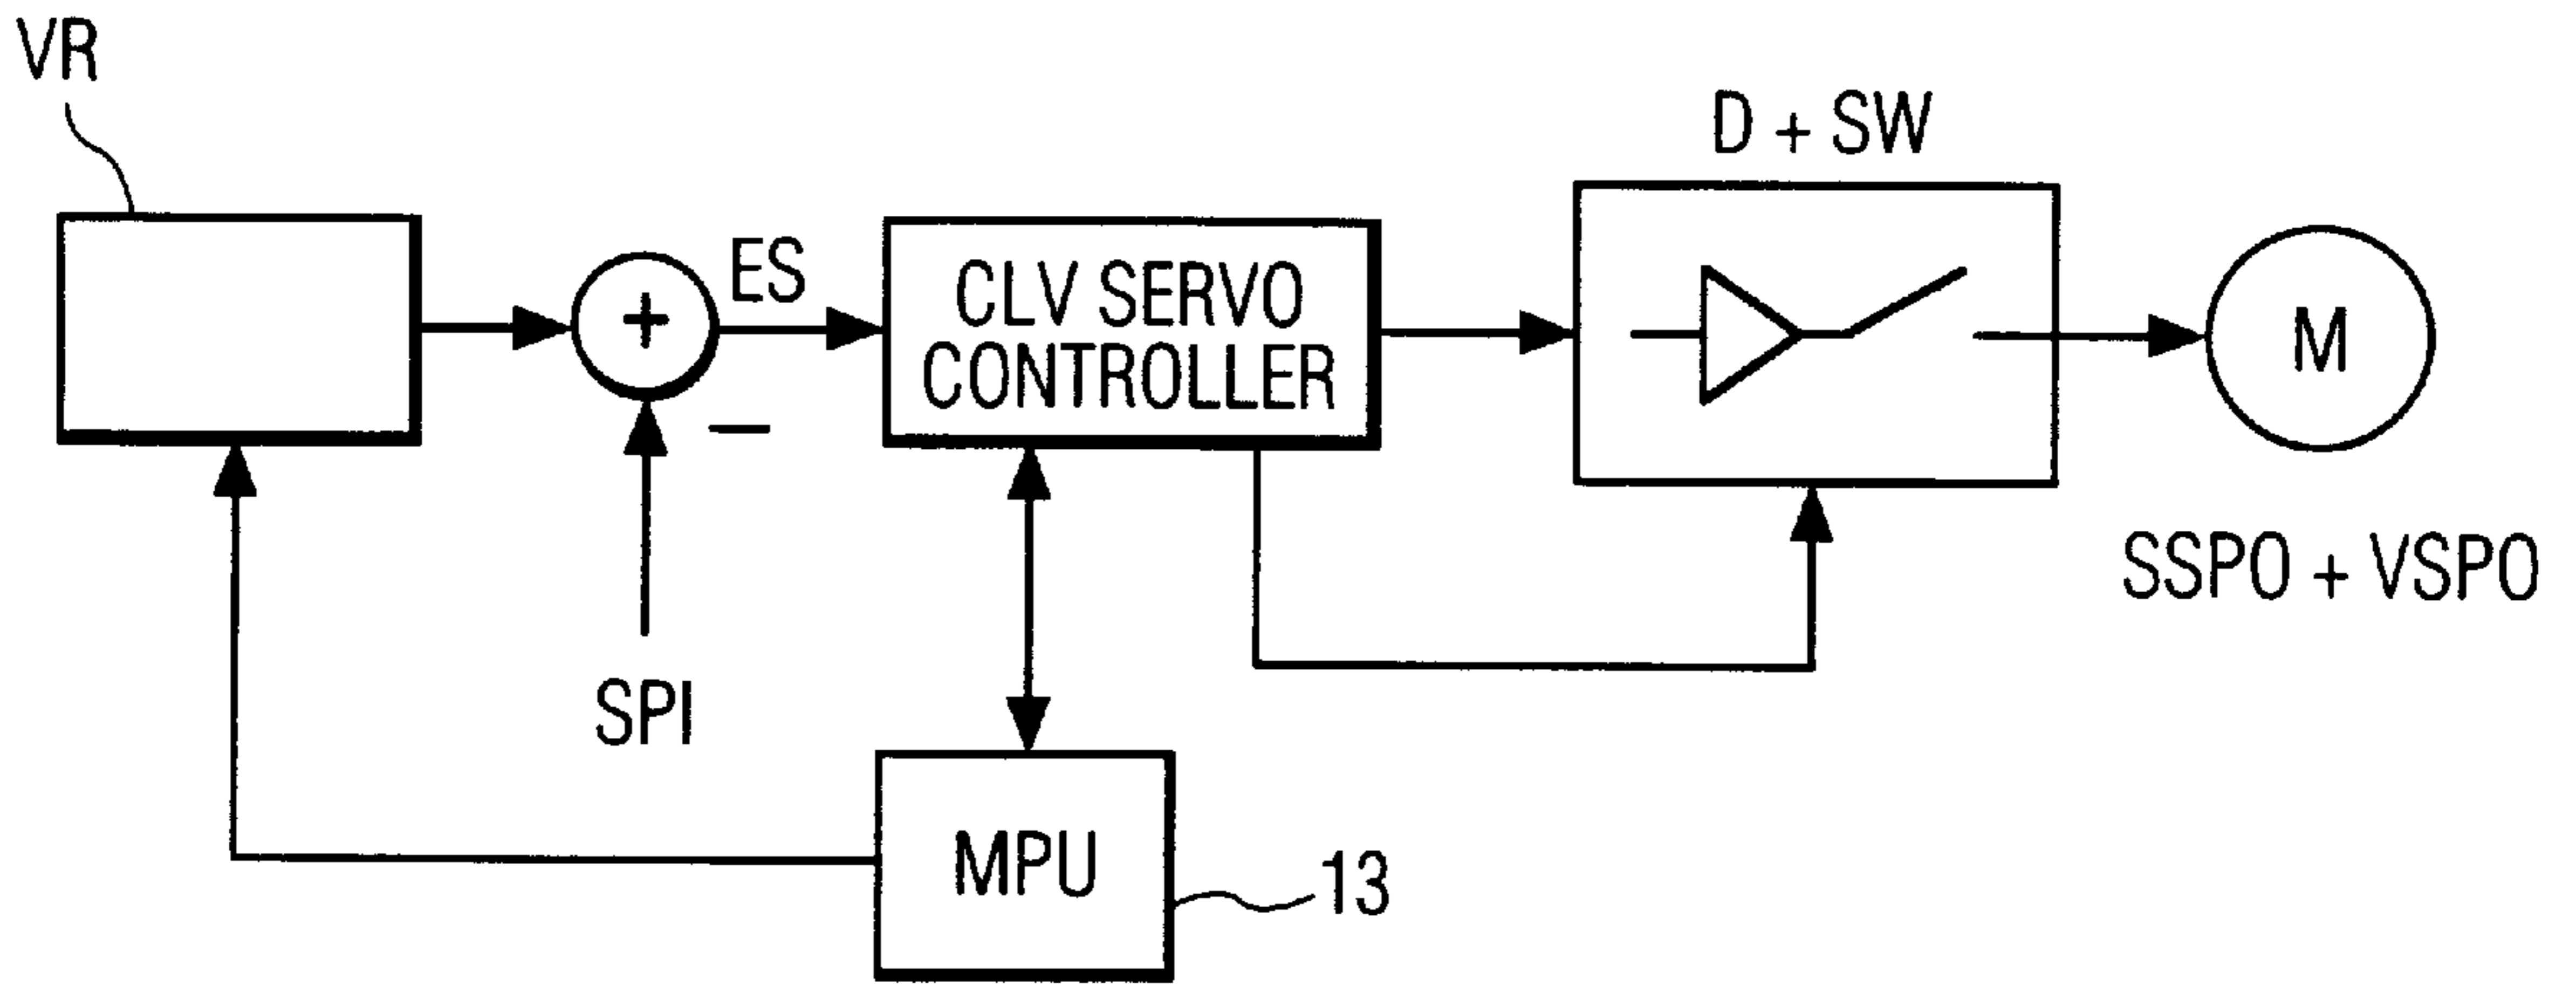 VR
D + SW
+
ES
CLV SERVO
CONTROLLER
M
–
SSPO + VSPO
SPI
MPU
13